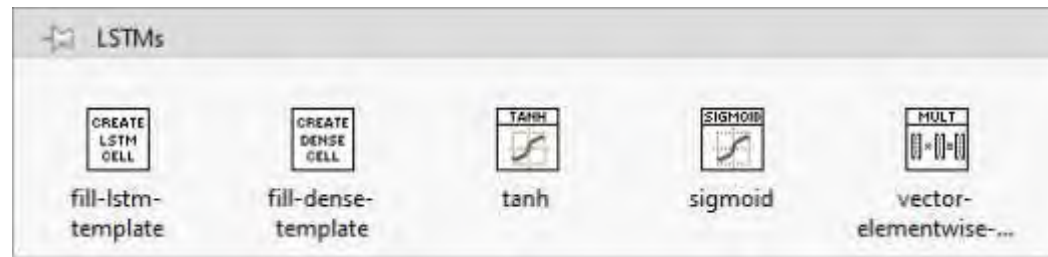 LSTMs
CREATE
LSTM
CELL
CREATE
DENSE
CELL
TANH
SIGMOID
MULT
fill-lstm-
template
fill-dense-
template
tanh
sigmoid
vector-
elementwise-...